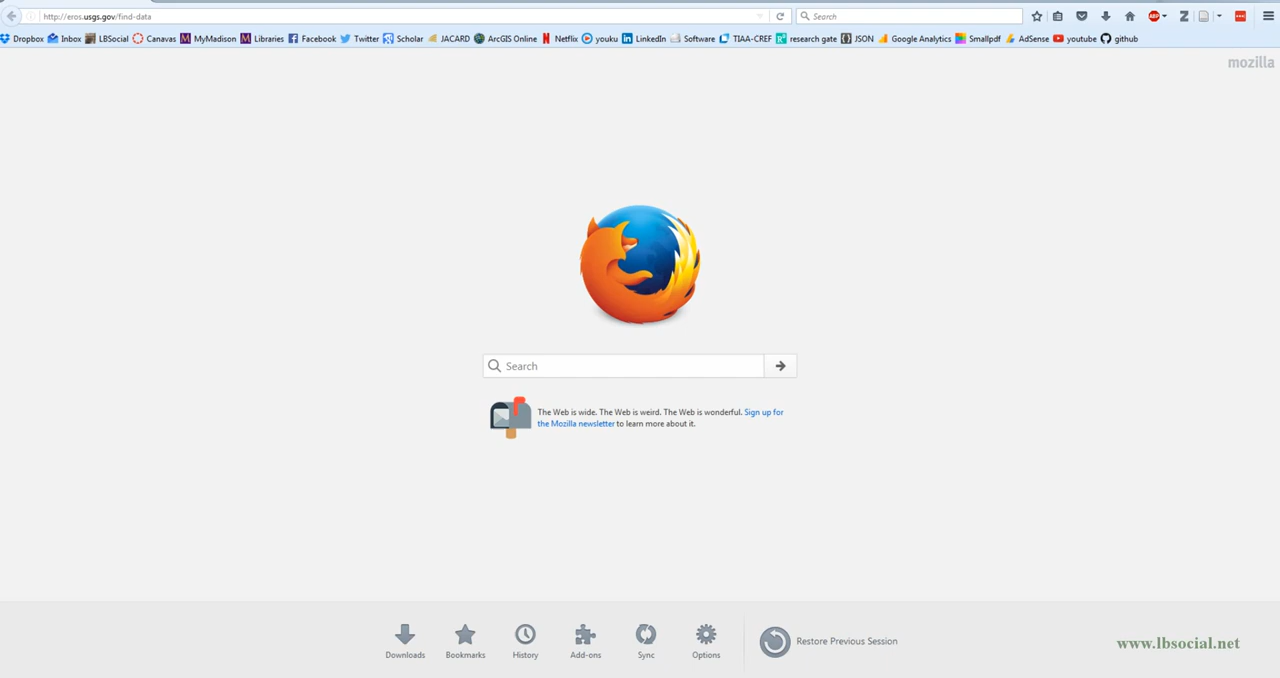 http://eros.usgs.gov/find-data
Search
Dropbox Inbox LBSocial Canavas MyMadison Libraries Facebook Twitter Scholar JACARD ArcGIS Online Netflix youku LinkedIn Software TIAA-CREF research gate JSON Google Analytics Smallpdf AdSense youtube github
mozilla
Search
The Web is wide. The Web is weird. The Web is wonderful. Sign up for
the Mozilla newsletter to learn more about it.
Downloads Bookmarks History Add-ons Sync Options
Restore Previous Session
www.lbsocial.net